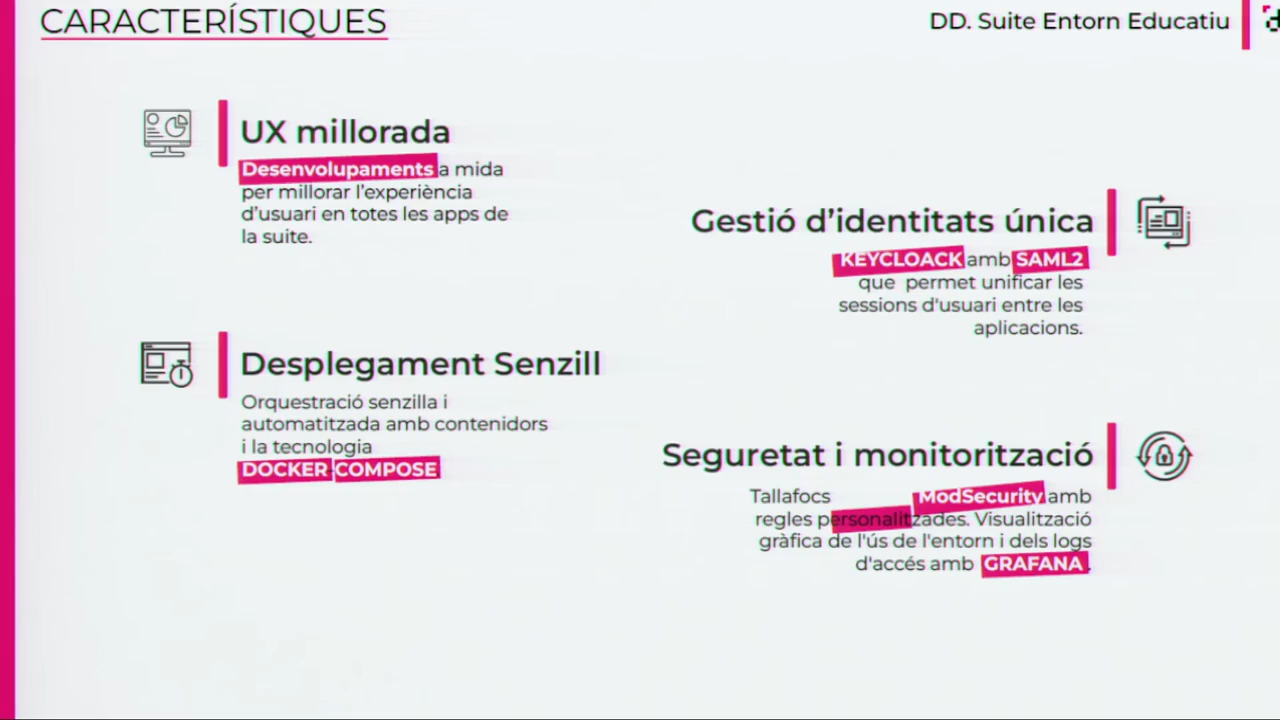 CARACTERÍSTIQUES
DD. Suite Entorn Educatiu
UX millorada
Desenvolupaments a mida
per millorar l'experiència
d'usuari en totes les apps de
la suite.
Gestió d'identitats única
KEYCLOACK amb SAML2
que permet unificar les
sessions d'usuari entre les
aplicacions.
Desplegament Senzill
Orquestració senzilla i
automatitzada amb contenidors
i la tecnologia
DOCKER-COMPOSE
Seguretat i monitorització
Tallafocs ModSecurity amb
regles personalitzades. Visualització
gràfica de l'ús de l'entorn i dels logs
d'accés amb GRAFANA.